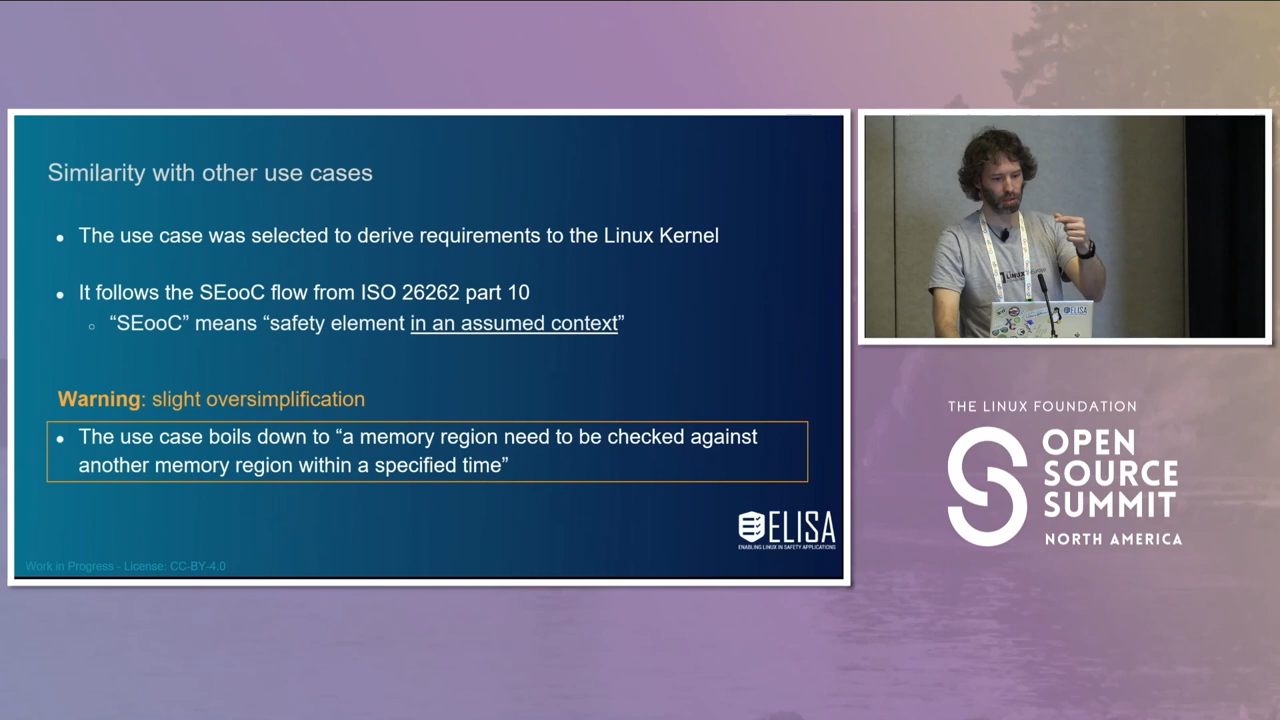 Similarity with other use cases
• The use case was selected to derive requirements to the Linux Kernel
• It follows the SEooC flow from ISO 26262 part 10
○ “SEooC” means “safety element in an assumed context”
Warning: slight oversimplification
• The use case boils down to “a memory region need to be checked against
another memory region within a specified time”
ELISA
ENABLING LINUX IN SAFETY APPLICATIONS
Work in Progress - License: CC-BY-4.0
LINUX
ELISA
THE LINUX FOUNDATION
OPEN
SOURCE
SUMMIT
NORTH AMERICA